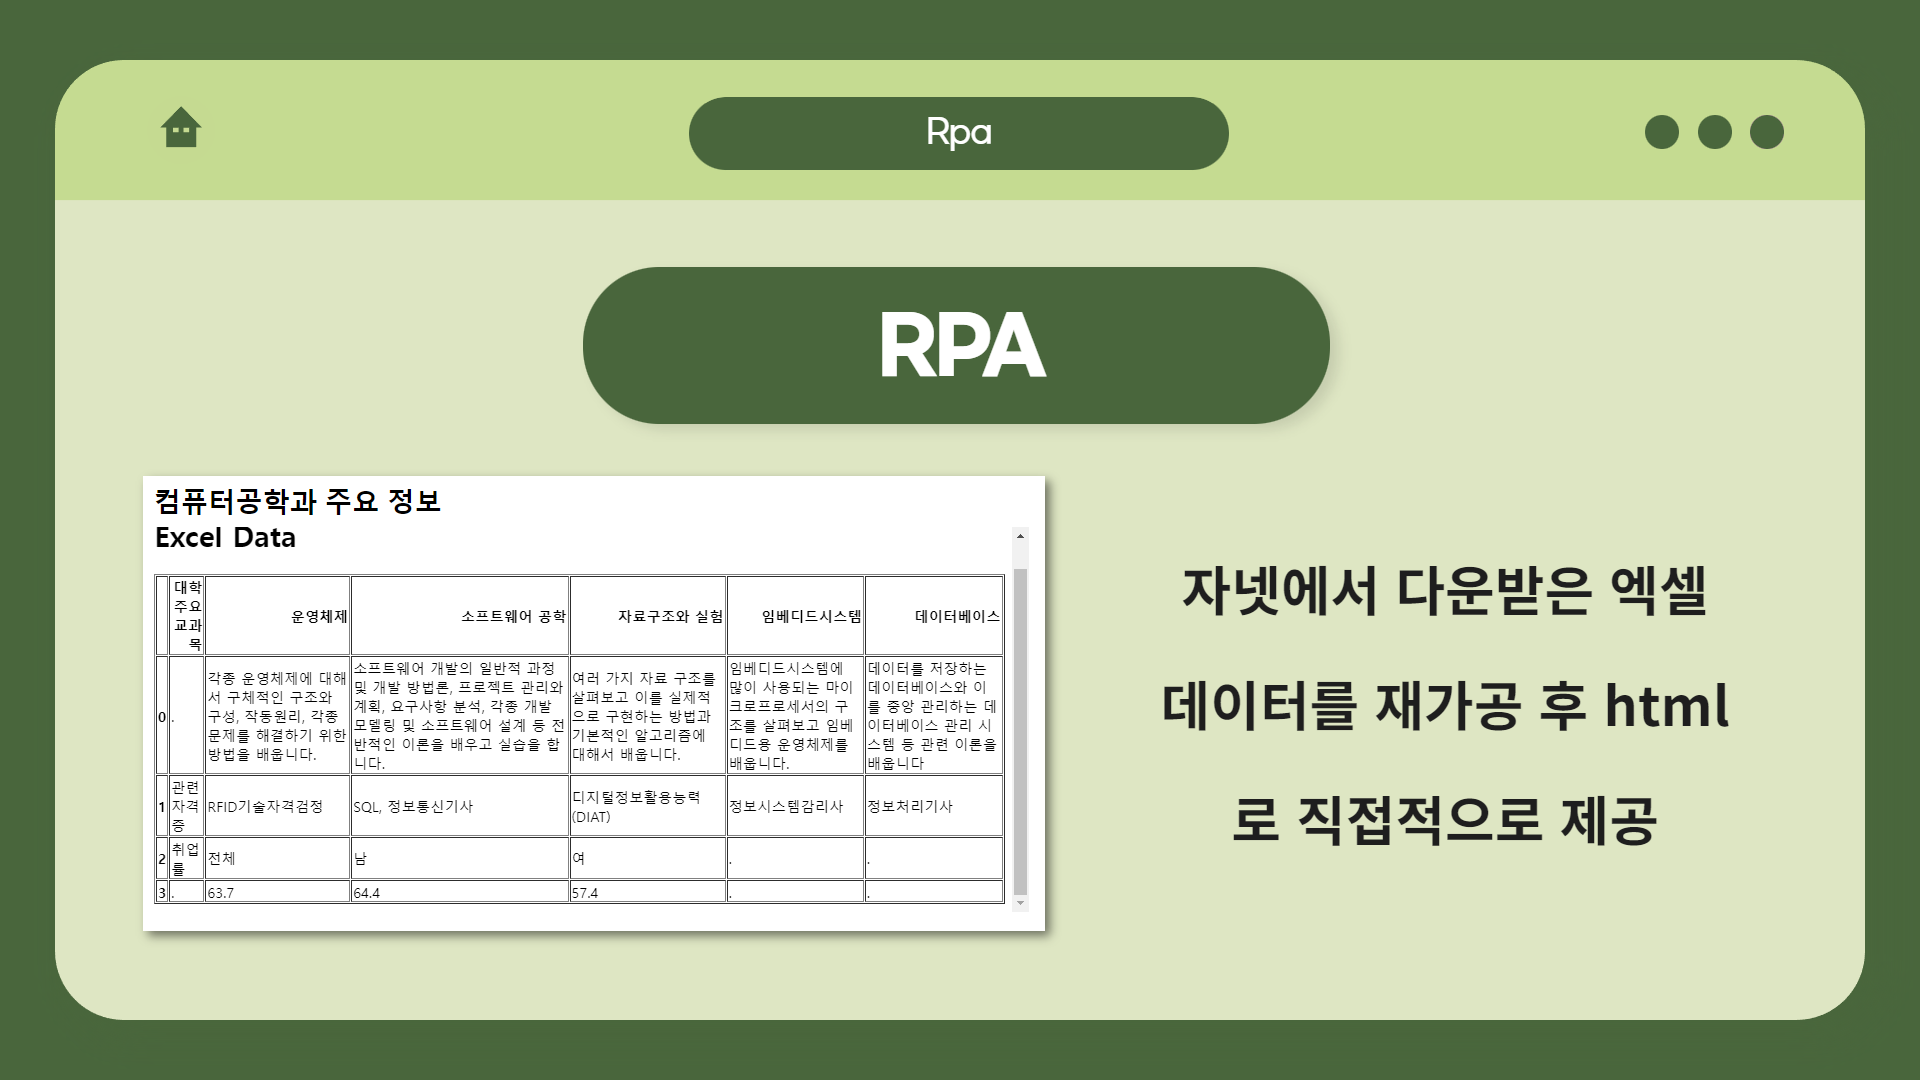 Rpa
RPA
컴퓨터공학과 주요 정보
Excel Data
대학
주요
교과
목
운영체제
소프트웨어 공학
자료구조와 실험
임베디드시스템
데이터베이스
0
.
각종 운영체제에 대해
서 구체적인 구조와
구성, 작동원리, 각종
문제를 해결하기 위한
방법을 배웁니다.
소프트웨어 개발의 일반적 과정
및 개발 방법론, 프로젝트 관리와
계획, 요구사항 분석, 각종 개발
모델링 및 소프트웨어 설계 등 전
반적인 이론을 배우고 실습을 합
니다.
여러 가지 자료 구조를
살펴보고 이를 실제적
으로 구현하는 방법과
기본적인 알고리즘에
대해서 배웁니다.
임베디드시스템에
많이 사용되는 마이
크로프로세서의 구
조를 살펴보고 임베
디드용 운영체제를
배웁니다.
데이터를 저장하는
데이터베이스와 이
를 중앙 관리하는 데
이터베이스 관리 시
스템 등 관련 이론을
배웁니다
1
관련
자격
증
RFID기술자격검정
SQL, 정보통신기사
디지털정보활용능력
(DIAT)
정보시스템감리사
정보처리기사
2
취업
률
전체
남
여
.
.
3
.
63.7
64.4
57.4
.
.
자넷에서 다운받은 엑셀
데이터를 재가공 후 html
로 직접적으로 제공